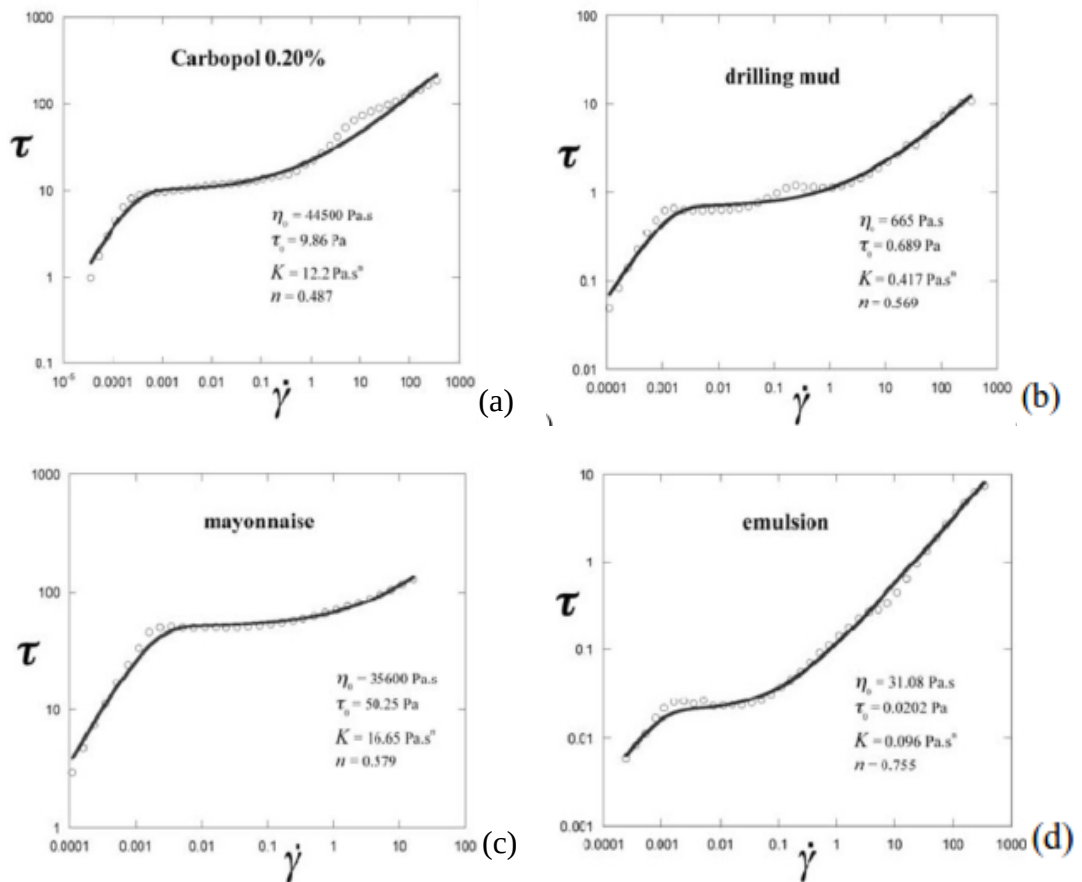 1000
Carbopol 0.20%
100
τ
10
η₀ = 44500 Pa.s
τ₀ = 9.86 Pa
1
K = 12.2 Pa.sⁿ
n = 0.487
0.1
10⁻⁵ 0.0001 0.001 0.01 0.1 1 10 100 1000
γ̇
(a)
100
drilling mud
10
τ
1
η₀ = 665 Pa.s
τ₀ = 0.689 Pa
0.1
K = 0.417 Pa.sⁿ
n = 0.569
0.01
0.0001 0.001 0.01 0.1 1 10 100 1000
γ̇
(b)
)
1000
mayonnaise
100
τ
η₀ = 35600 Pa.s
τ₀ = 50.25 Pa
10
K = 16.65 Pa.sⁿ
n = 0.579
1
0.0001 0.001 0.01 0.1 1 10 100
γ̇
(c)
10
emulsion
1
τ
0.1
η₀ = 31.08 Pa.s
τ₀ = 0.0202 Pa
0.01
K = 0.096 Pa.sⁿ
n = 0.755
0.001
0.0001 0.001 0.01 0.1 1 10 100 1000
γ̇
(d)